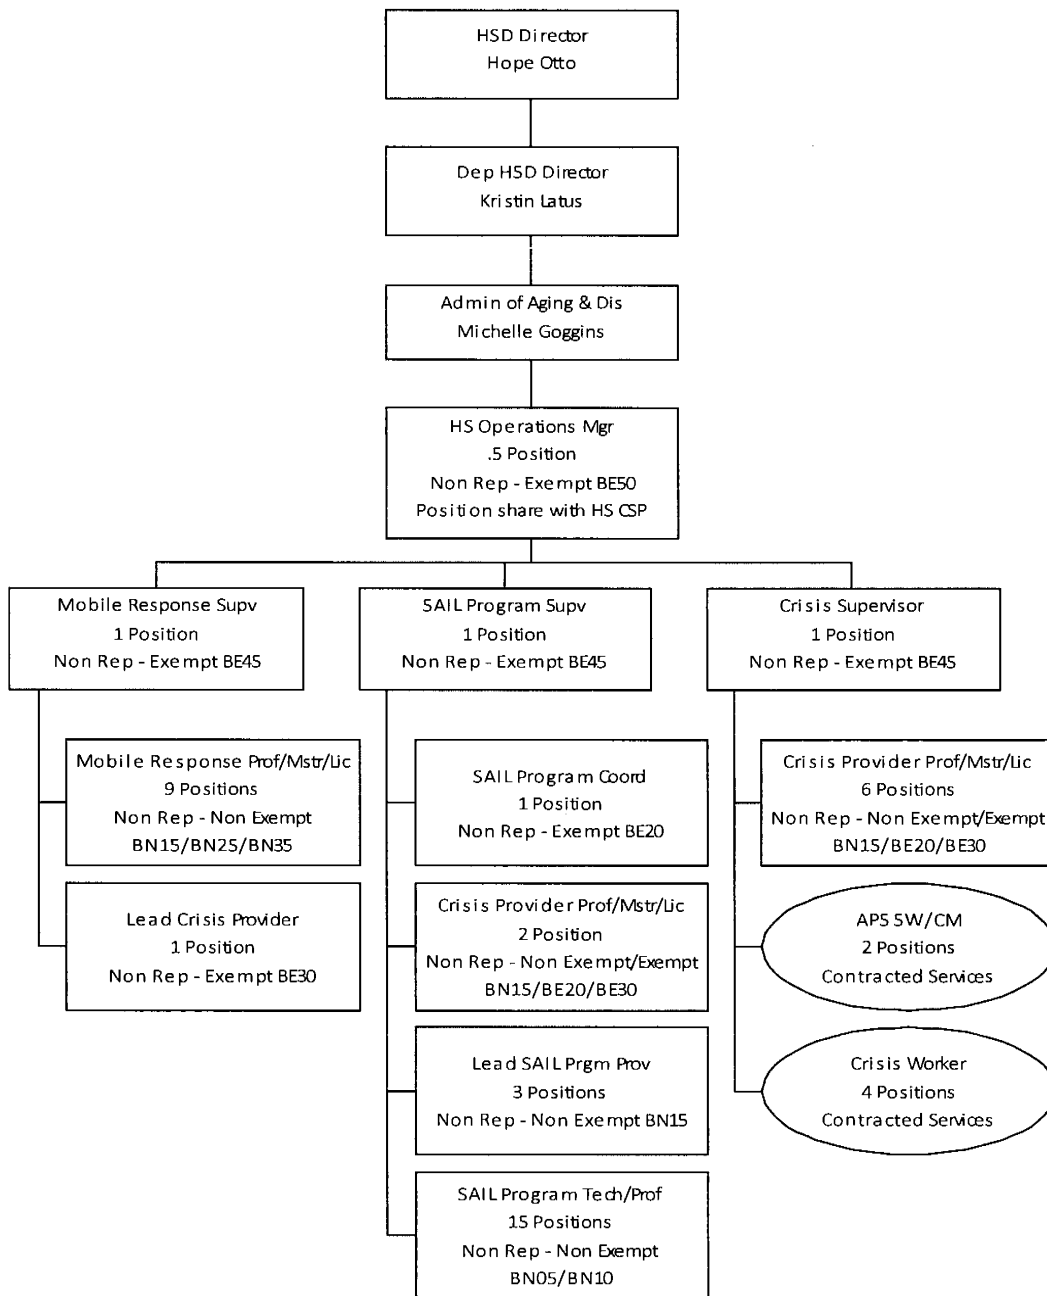 HSD Director
Hope Otto
Dep HSD Director
Kristin Latus
Admin of Aging & Dis
Michelle Goggins
HS Operations Mgr
.5 Position
Non Rep - Exempt BE50
Position share with HS CSP
Mobile Response Supv
1 Position
Non Rep - Exempt BE45
SAIL Program Supv
1 Position
Non Rep - Exempt BE45
Crisis Supervisor
1 Position
Non Rep - Exempt BE45
Mobile Response Prof/Mstr/Lic
9 Positions
Non Rep - Non Exempt
BN15/BN25/BN35
Lead Crisis Provider
1 Position
Non Rep - Exempt BE30
SAIL Program Coord
1 Position
Non Rep - Exempt BE20
Crisis Provider Prof/Mstr/Lic
2 Position
Non Rep - Non Exempt/Exempt
BN15/BE20/BE30
Lead SAIL Prgm Prov
3 Positions
Non Rep - Non Exempt BN15
SAIL Program Tech/Prof
15 Positions
Non Rep - Non Exempt
BN05/BN10
Crisis Provider Prof/Mstr/Lic
6 Positions
Non Rep - Non Exempt/Exempt
BN15/BE20/BE30
APS SW/CM
2 Positions
Contracted Services
Crisis Worker
4 Positions
Contracted Services